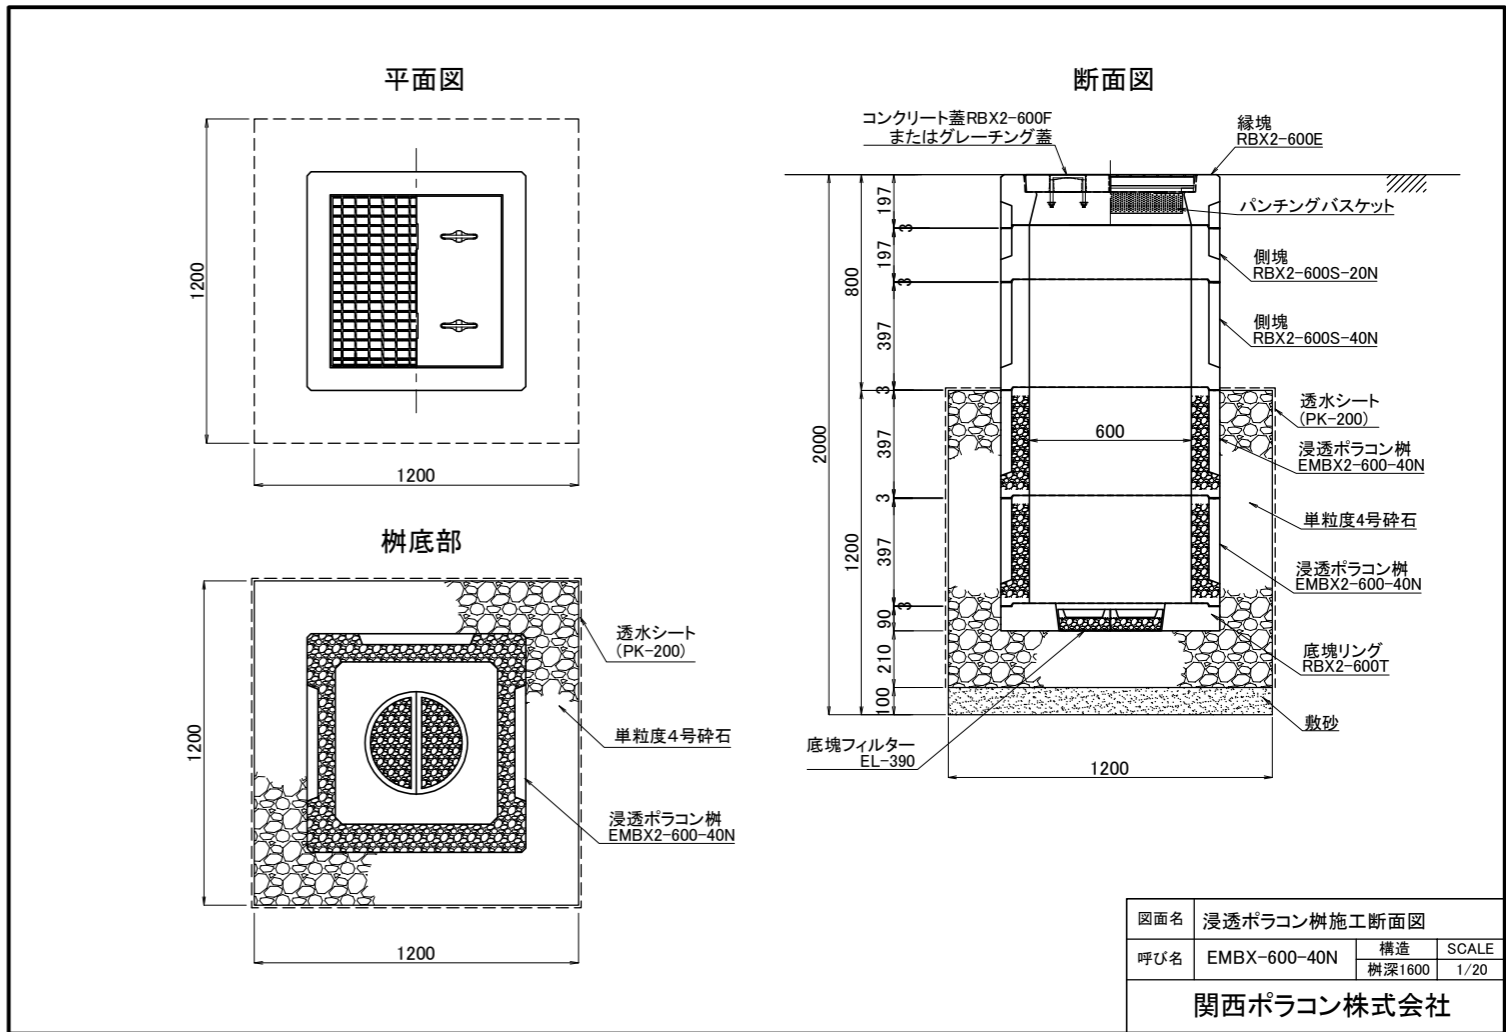 平面図
1200
1200
桝底部
透水シート
(PK-200)
単粒度4号砕石
浸透ポラコン桝
EMBX2-600-40N
1200
1200
断面図
コンクリート蓋RBX2-600F
またはグレーチング蓋
縁塊
RBX2-600E
パンチングバスケット
側塊
RBX2-600S-20N
側塊
RBX2-600S-40N
透水シート
(PK-200)
浸透ポラコン桝
EMBX2-600-40N
単粒度4号砕石
浸透ポラコン桝
EMBX2-600-40N
底塊リング
RBX2-600T
敷砂
底塊フィルター
EL-390
2000
800
1200
197
3
197
3
397
3
397
3
397
3
90
210
100
600
1200
図面名 浸透ポラコン桝施工断面図
呼び名 EMBX-600-40N 構造 SCALE
桝深1600 1/20
関西ポラコン株式会社